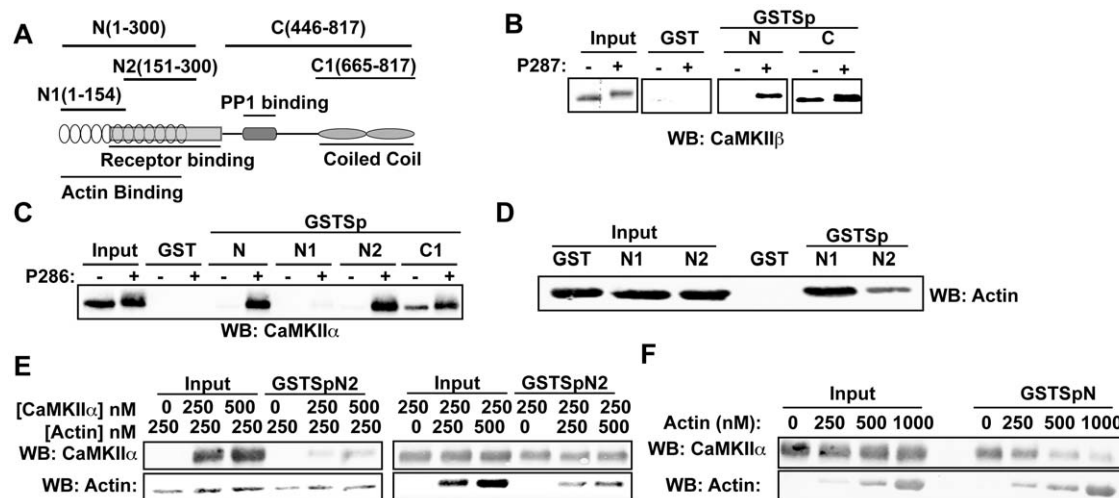 A
N(1-300) C(446-817)
N2(151-300) C1(665-817)
N1(1-154)
PP1 binding
Receptor binding Coiled Coil
Actin Binding
B
GSTSp
Input GST N C
P287: - + - + - + - +
WB: CaMKIIβ
C
GSTSp
Input GST N N1 N2 C1
P286: - + - + - + - + - + - +
WB: CaMKIIα
D
Input GSTSp
GST N1 N2 GST N1 N2
WB: Actin
E
Input GSTSpN2 Input GSTSpN2
[CaMKIIα] nM 0 250 500 0 250 500 250 250 250 250 250 250
[Actin] nM 250 250 250 250 250 250 0 250 500 0 250 500
WB: CaMKIIα
WB: Actin:
F
Input GSTSpN
Actin (nM): 0 250 500 1000 0 250 500 1000
WB: CaMKIIα
WB: Actin: